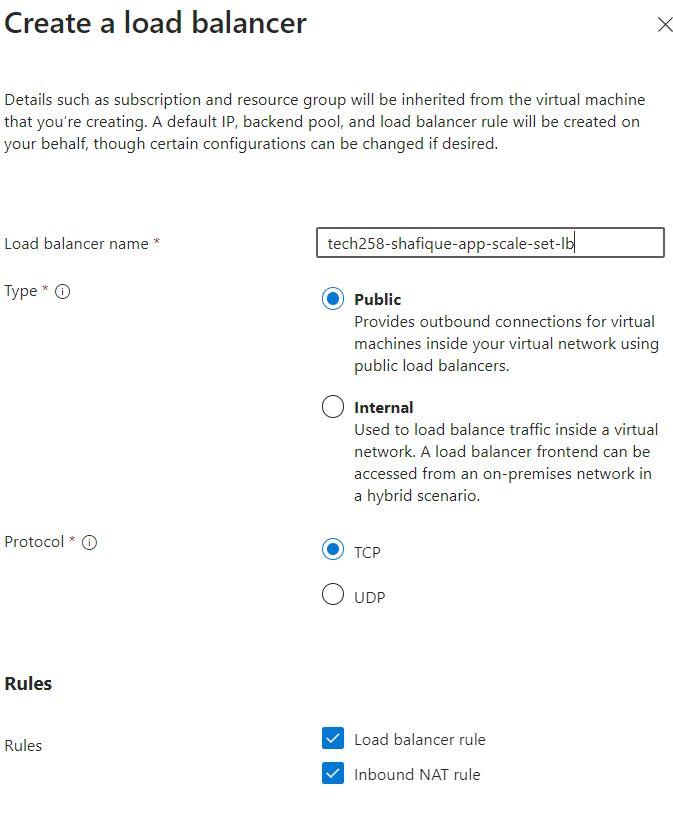 Create a load balancer
Details such as subscription and resource group will be inherited from the virtual machine
that you're creating. A default IP, backend pool, and load balancer rule will be created on
your behalf, though certain configurations can be changed if desired.
Load balancer name *
tech258-shafique-app-scale-set-lb
Type *
Public
Provides outbound connections for virtual
machines inside your virtual network using
public load balancers.
Internal
Used to load balance traffic inside a virtual
network. A load balancer frontend can be
accessed from an on-premises network in
a hybrid scenario.
Protocol *
TCP
UDP
Rules
Rules
Load balancer rule
Inbound NAT rule